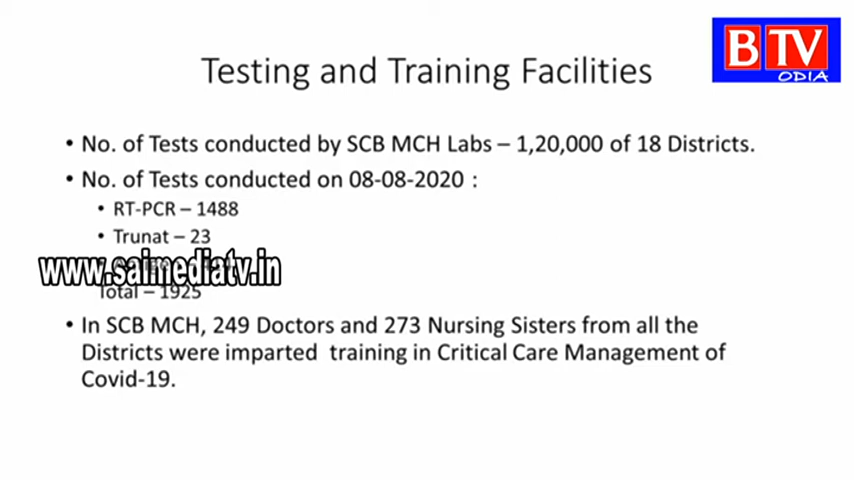 BTV
ODIA
Testing and Training Facilities
• No. of Tests conducted by SCB MCH Labs – 1,20,000 of 18 Districts.
• No. of Tests conducted on 08-08-2020 :
• RT-PCR – 1488
• Trunat – 23
www.saimediatv.in
Total – 1925
• In SCB MCH, 249 Doctors and 273 Nursing Sisters from all the
Districts were imparted training in Critical Care Management of
Covid-19.